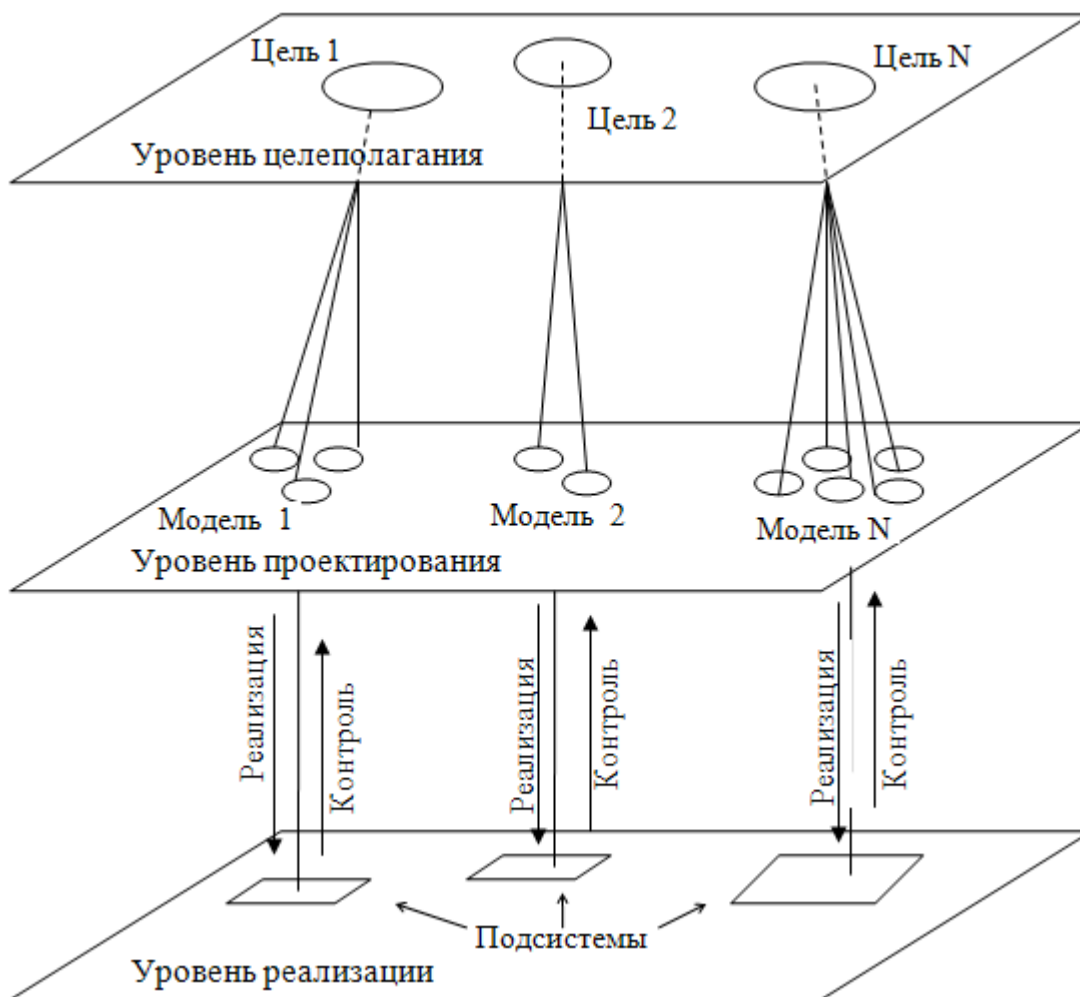 Цель 1
Цель 2
Цель N
Уровень целеполагания
Модель 1
Модель 2
Модель N
Уровень проектирования
Реализация
Контроль
Реализация
Контроль
Реализация
Контроль
Подсистемы
Уровень реализации